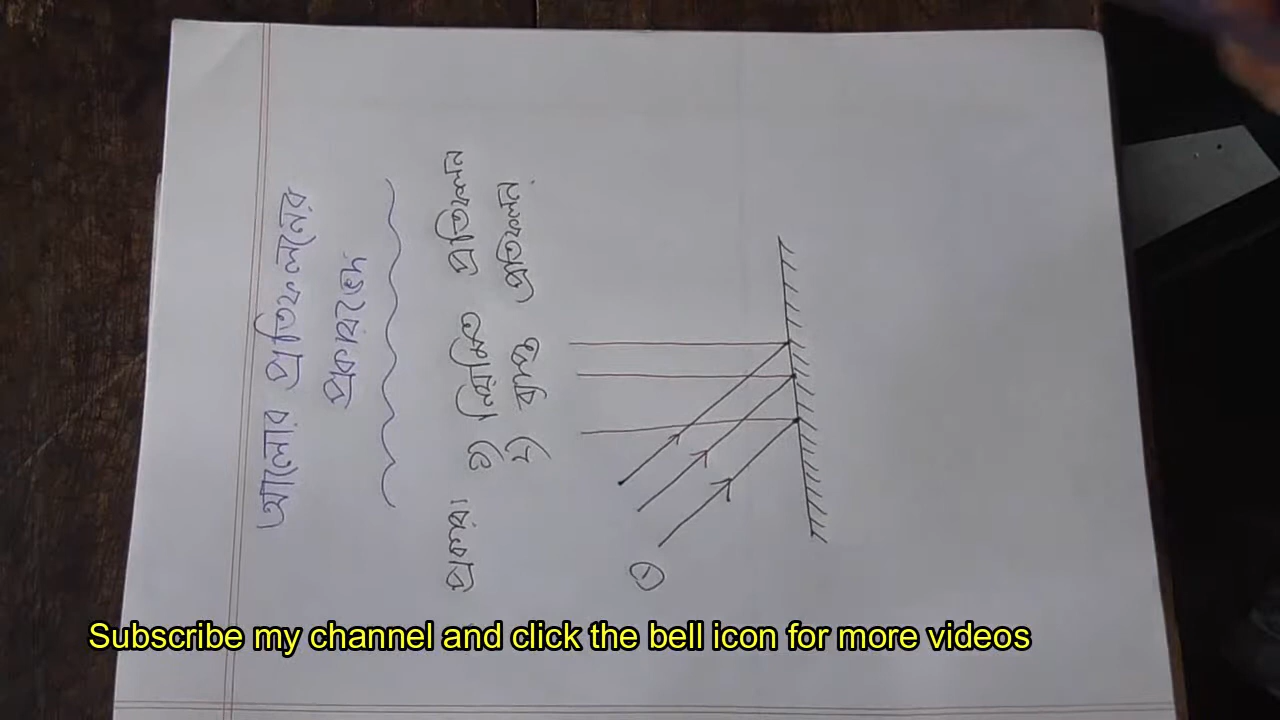 আলোর প্রতিফলনের
প্রকারভেদ
প্রকার।
১) নিয়মিত প্রতিফলন
২) ব্যাপ্ত প্রতিফলন.
Subscribe my channel and click the bell icon for more videos